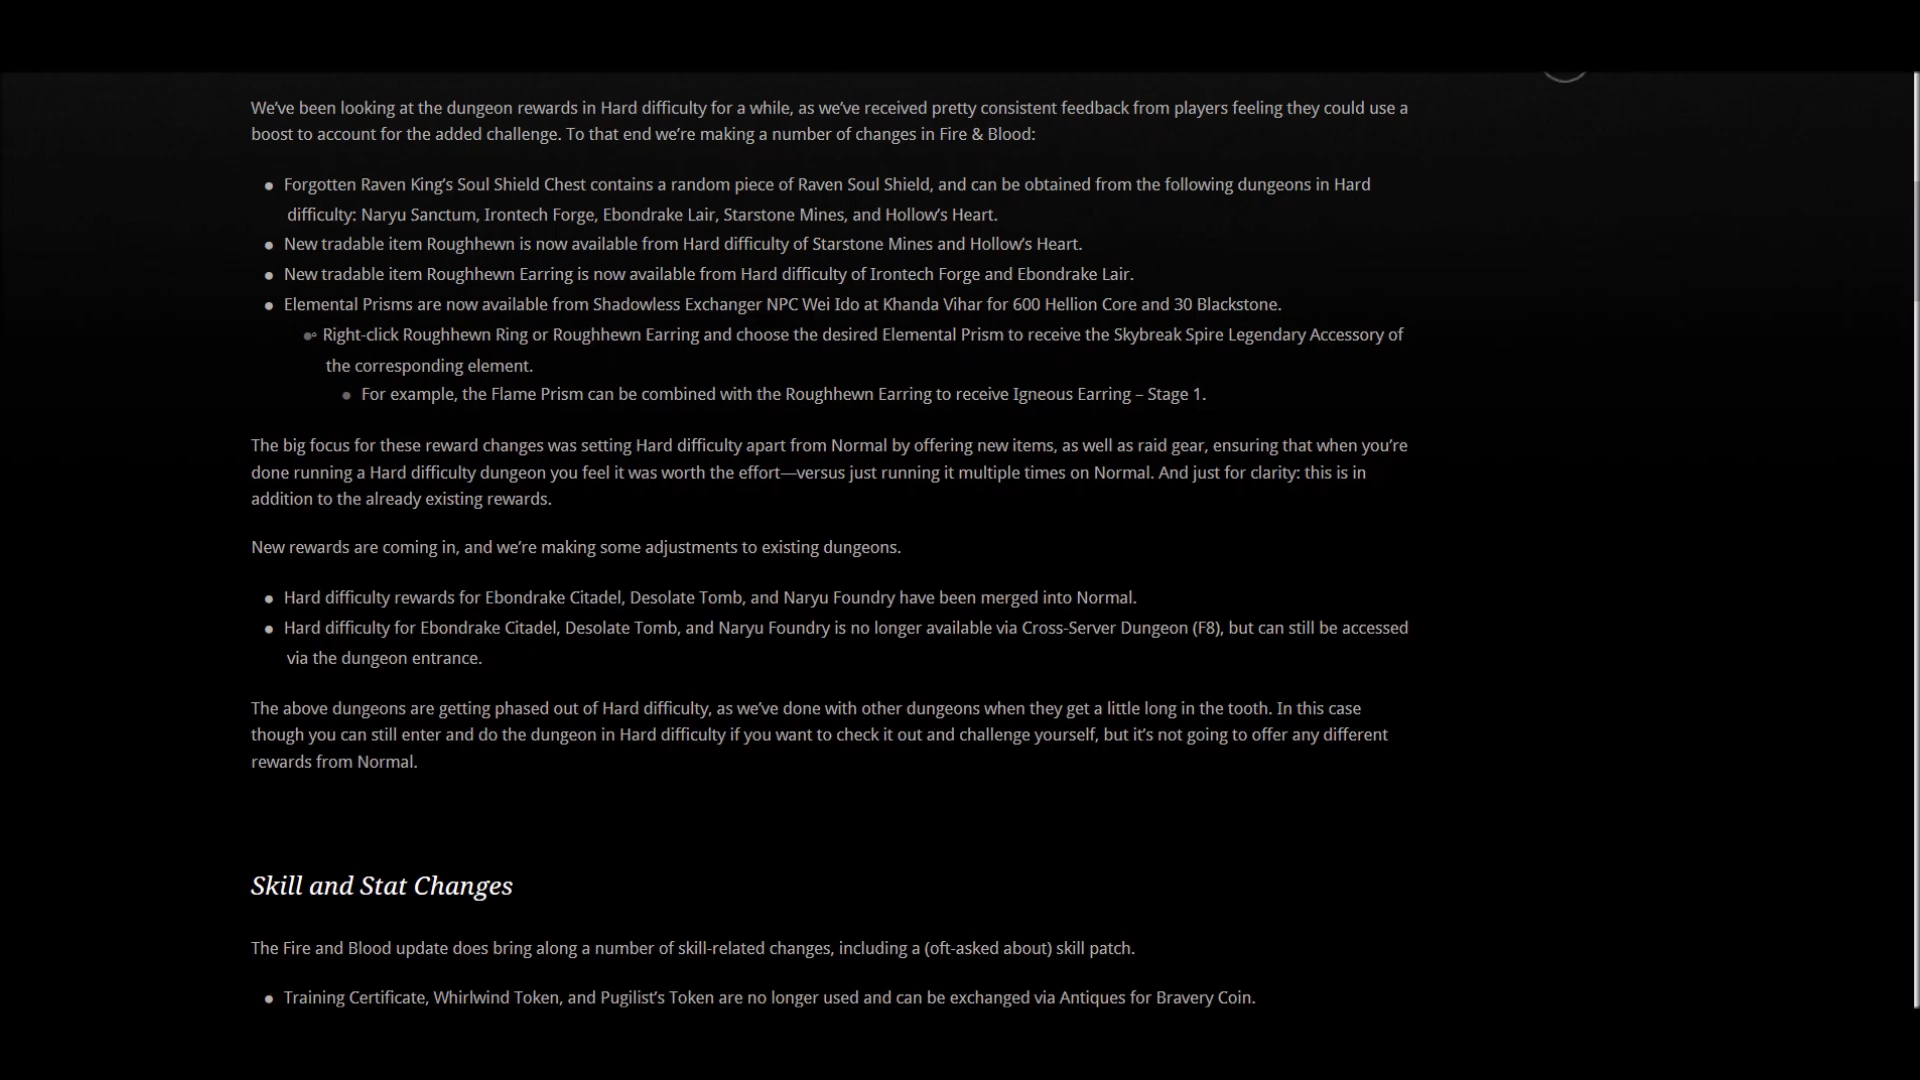 We've been looking at the dungeon rewards in Hard difficulty for a while, as we've received pretty consistent feedback from players feeling they could use a
boost to account for the added challenge. To that end we're making a number of changes in Fire & Blood:
Forgotten Raven King's Soul Shield Chest contains a random piece of Raven Soul Shield, and can be obtained from the following dungeons in Hard
difficulty: Naryu Sanctum, Irontech Forge, Ebondrake Lair, Starstone Mines, and Hollow's Heart.
New tradable item Roughhewn is now available from Hard difficulty of Starstone Mines and Hollow's Heart.
New tradable item Roughhewn Earring is now available from Hard difficulty of Irontech Forge and Ebondrake Lair.
Elemental Prisms are now available from Shadowless Exchanger NPC Wei Ido at Khanda Vihar for 600 Hellion Core and 30 Blackstone.
Right-click Roughhewn Ring or Roughhewn Earring and choose the desired Elemental Prism to receive the Skybreak Spire Legendary Accessory of
the corresponding element.
For example, the Flame Prism can be combined with the Roughhewn Earring to receive Igneous Earring – Stage 1.
The big focus for these reward changes was setting Hard difficulty apart from Normal by offering new items, as well as raid gear, ensuring that when you're
done running a Hard difficulty dungeon you feel it was worth the effort—versus just running it multiple times on Normal. And just for clarity: this is in
addition to the already existing rewards.
New rewards are coming in, and we're making some adjustments to existing dungeons.
Hard difficulty rewards for Ebondrake Citadel, Desolate Tomb, and Naryu Foundry have been merged into Normal.
Hard difficulty for Ebondrake Citadel, Desolate Tomb, and Naryu Foundry is no longer available via Cross-Server Dungeon (F8), but can still be accessed
via the dungeon entrance.
The above dungeons are getting phased out of Hard difficulty, as we've done with other dungeons when they get a little long in the tooth. In this case
though you can still enter and do the dungeon in Hard difficulty if you want to check it out and challenge yourself, but it's not going to offer any different
rewards from Normal.
Skill and Stat Changes
The Fire and Blood update does bring along a number of skill-related changes, including a (oft-asked about) skill patch.
Training Certificate, Whirlwind Token, and Pugilist's Token are no longer used and can be exchanged via Antiques for Bravery Coin.